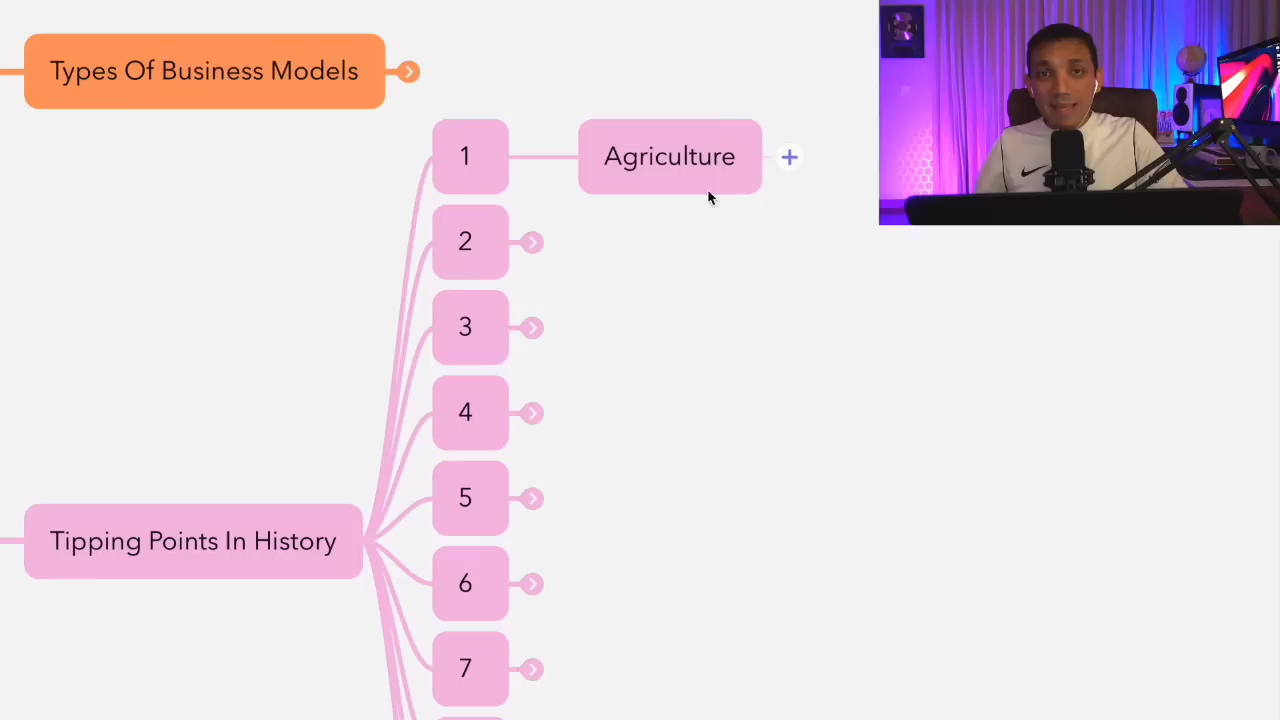 Types Of Business Models
1
Agriculture
2
3
4
5
Tipping Points In History
6
7